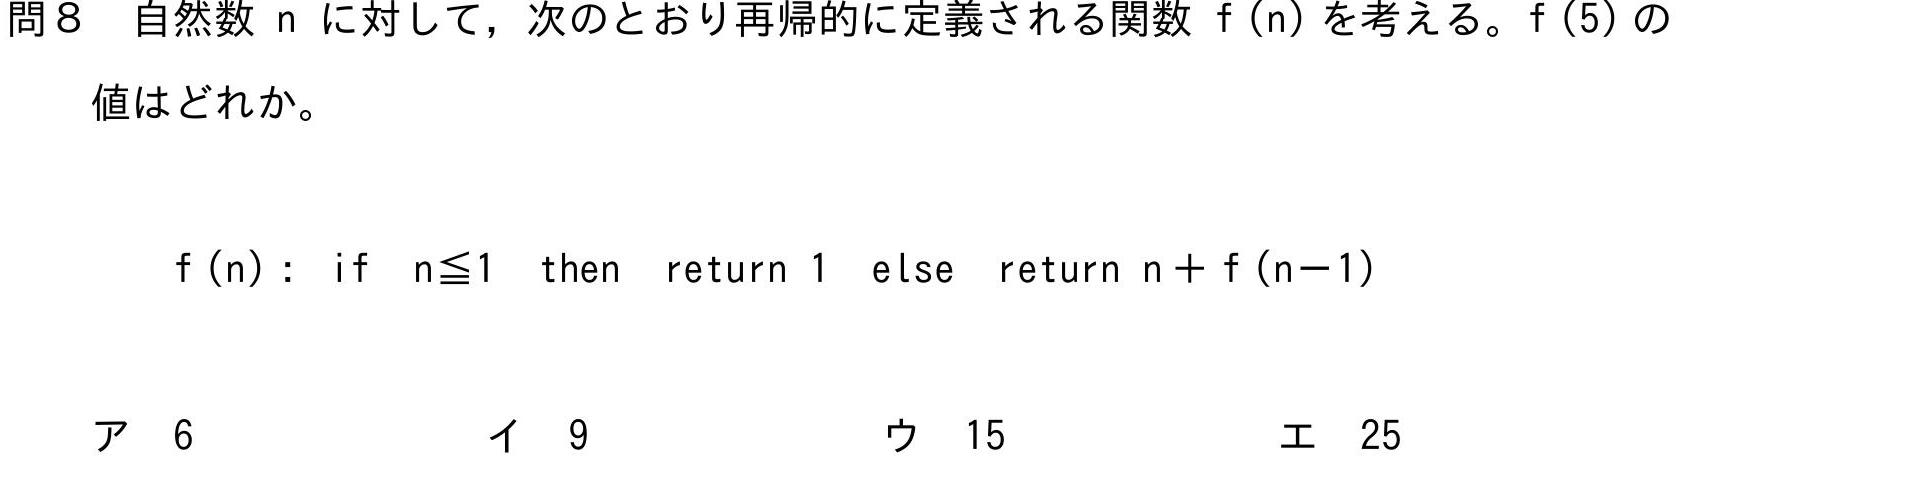 問８　自然数 n に対して，次のとおり再帰的に定義される関数 f(n) を考える。f(5) の
値はどれか。
f(n)： if　n≦1　then　return 1　else　return n＋f(n－1)
ア　6　イ　9　ウ　15　エ　25